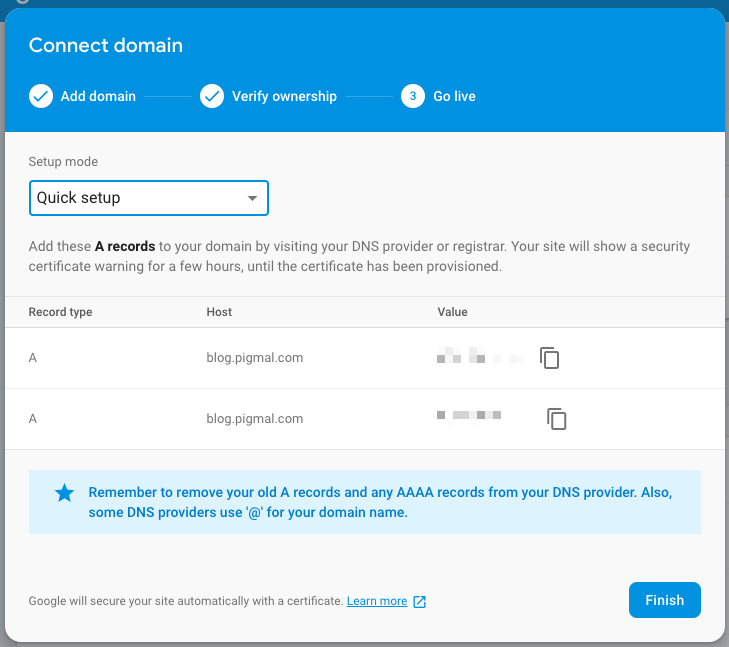 Connect domain
Add domain
Verify ownership
3
Go live
Setup mode
Quick setup
Add these A records to your domain by visiting your DNS provider or registrar. Your site will show a security
certificate warning for a few hours, until the certificate has been provisioned.
Record type Host Value
A blog.pigmal.com
A blog.pigmal.com
Remember to remove your old A records and any AAAA records from your DNS provider. Also,
some DNS providers use '@' for your domain name.
Google will secure your site automatically with a certificate. Learn more
Finish